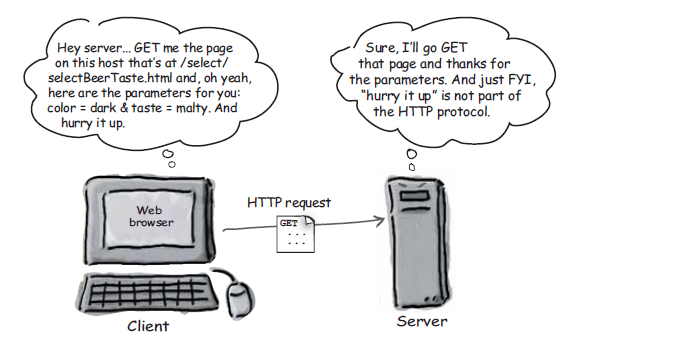 Hey server... GET me the page
on this host that's at /select/
selectBeerTaste.html and, oh yeah,
here are the parameters for you:
color = dark & taste = malty. And
hurry it up.
Sure, I'll go GET
that page and thanks for
the parameters. And just FYI,
"hurry it up" is not part of
the HTTP protocol.
Web
browser
HTTP request
GET
...
...
Client
Server